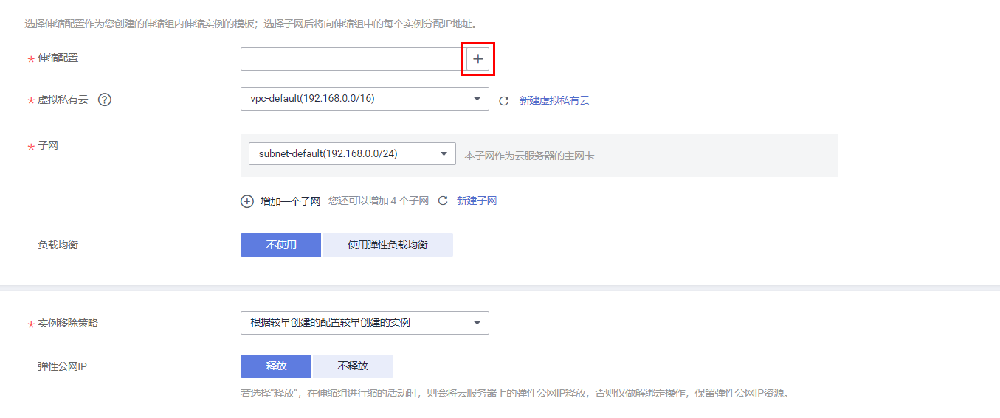 选择伸缩配置作为您创建的伸缩组内伸缩实例的模板；选择子网后将向伸缩组中的每个实例分配IP地址。
* 伸缩配置
* 虚拟私有云 ? vpc-default(192.168.0.0/16) 新建虚拟私有云
* 子网 subnet-default(192.168.0.0/24) 本子网作为云服务器的主网卡
增加一个子网 您还可以增加 4 个子网 新建子网
负载均衡 不使用 使用弹性负载均衡
* 实例移除策略 根据较早创建的配置较早创建的实例
弹性公网IP 释放 不释放
若选择“释放”，在伸缩组进行缩的活动时，则会将云服务器上的弹性公网IP释放，否则仅做解绑定操作，保留弹性公网IP资源。